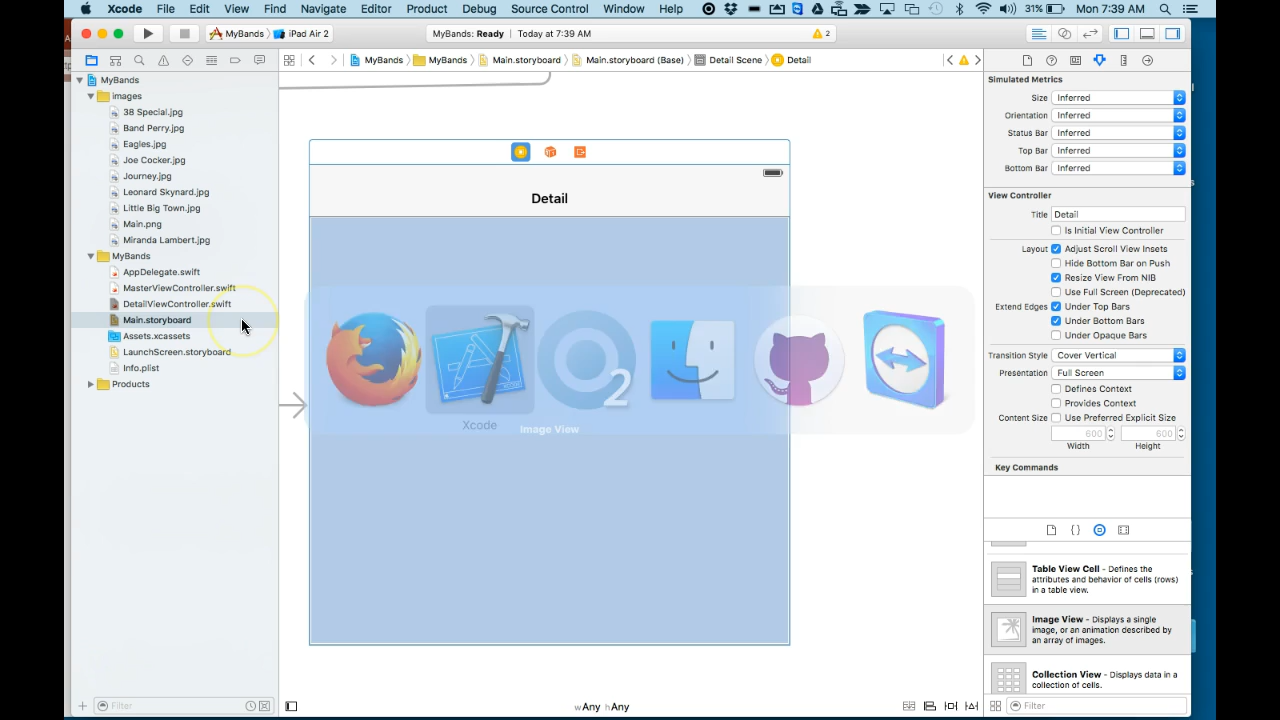 Xcode File Edit View Find Navigate Editor Product Debug Source Control Window Help 31% Mon 7:39 AM
MyBands iPad Air 2 MyBands: Ready Today at 7:39 AM 2
MyBands MyBands Main.storyboard Main.storyboard (Base) Detail Scene Detail
MyBands
images
38 Special.jpg
Band Perry.jpg
Eagles.jpg
Joe Cocker.jpg
Journey.jpg
Leonard Skynard.jpg
Little Big Town.jpg
Main.png
Miranda Lambert.jpg
MyBands
AppDelegate.swift
MasterViewController.swift
DetailViewController.swift
Main.storyboard
Assets.xcassets
LaunchScreen.storyboard
Info.plist
Products
Filter
Detail
2
Xcode
Image View
wAny hAny
Simulated Metrics
Size Inferred
Orientation Inferred
Status Bar Inferred
Top Bar Inferred
Bottom Bar Inferred
View Controller
Title Detail
Is Initial View Controller
Layout Adjust Scroll View Insets
Hide Bottom Bar on Push
Resize View From NIB
Use Full Screen (Deprecated)
Extend Edges Under Top Bars
Under Bottom Bars
Under Opaque Bars
Transition Style Cover Vertical
Presentation Full Screen
Defines Context
Provides Context
Content Size Use Preferred Explicit Size
600 600
Width Height
Key Commands
Table View Cell - Defines the
attributes and behavior of cells (rows)
in a table view.
Image View - Displays a single
image, or an animation described by
an array of images.
Collection View - Displays data in a
collection of cells.
Filter